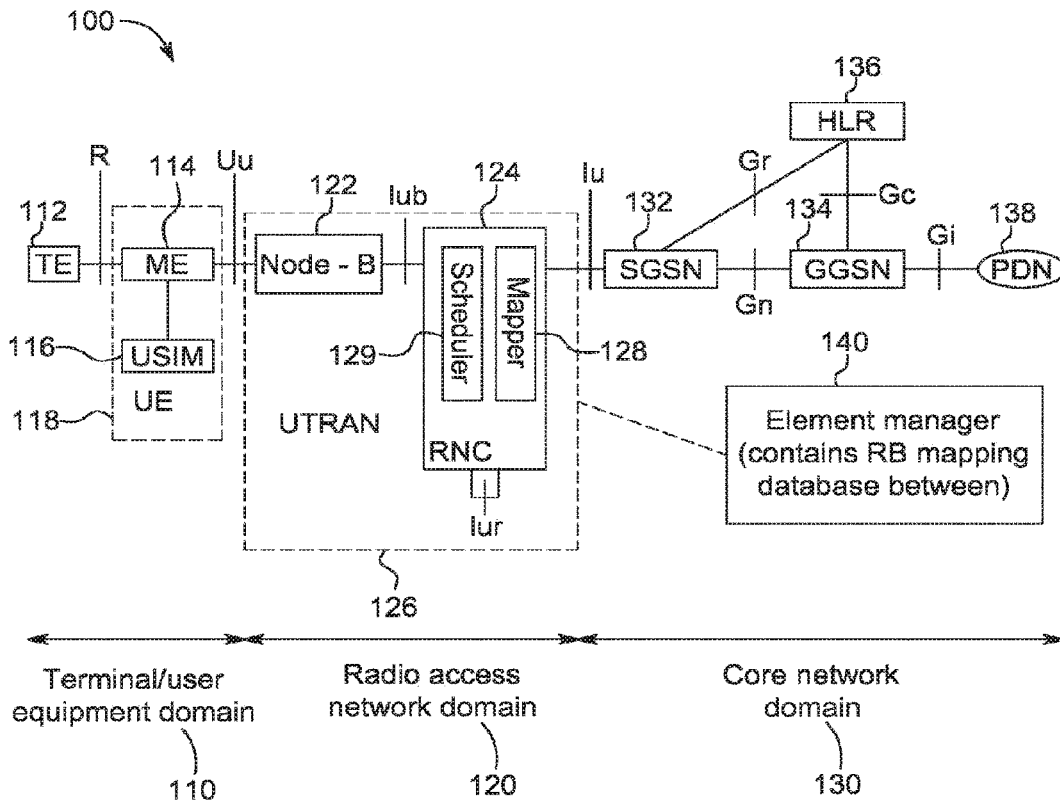 100
136
HLR
R
114
Uu
122
Iub
124
Iu
132
Gr
134
Gc
Gi
138
112
TE
ME
Node - B
Scheduler
Mapper
SGSN
Gn
GGSN
PDN
116
USIM
129
128
140
118
UE
UTRAN
RNC
Iur
Element manager
(contains RB mapping
database between)
126
Terminal/user
equipment domain
Radio access
network domain
Core network
domain
110
120
130